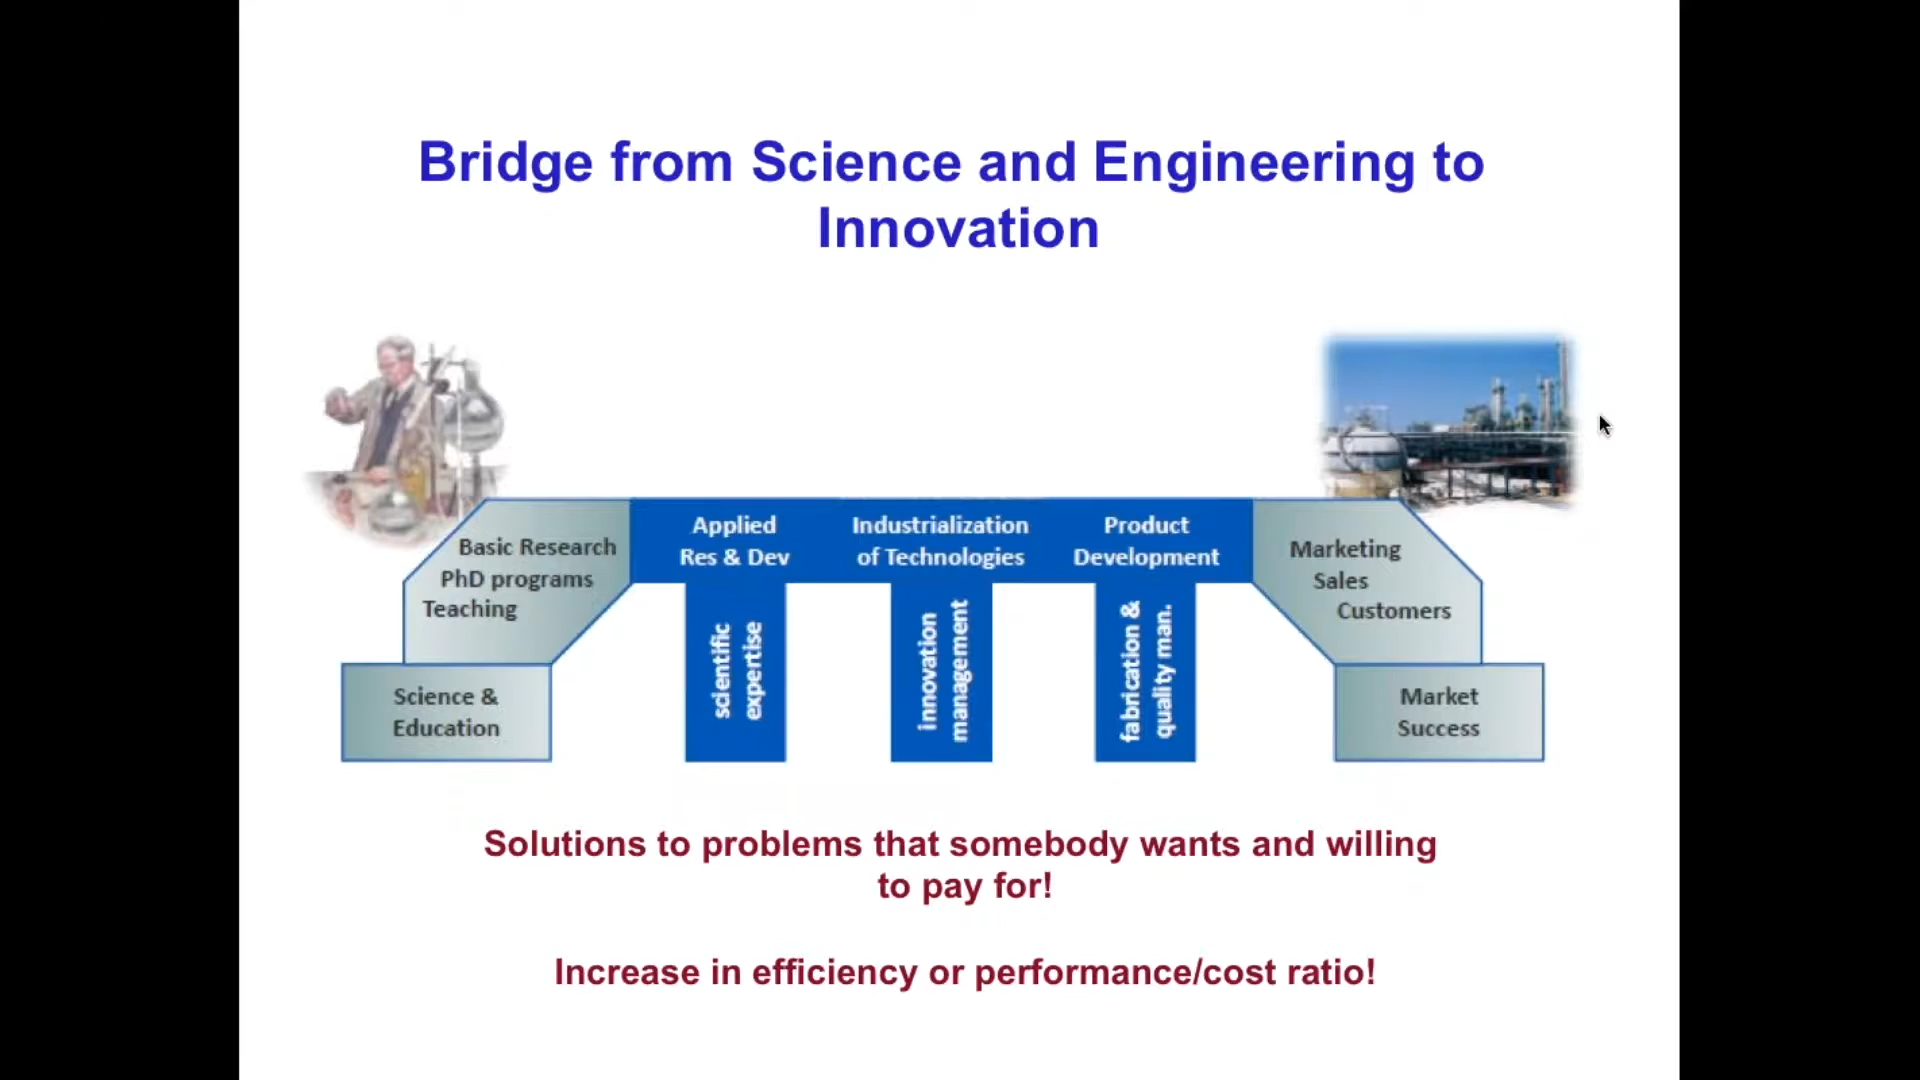 Bridge from Science and Engineering to
Innovation
Basic Research
PhD programs
Teaching
Science &
Education
Applied
Res & Dev
scientific
expertise
Industrialization
of Technologies
innovation
management
Product
Development
fabrication &
quality man.
Marketing
Sales
Customers
Market
Success
Solutions to problems that somebody wants and willing
to pay for!
Increase in efficiency or performance/cost ratio!